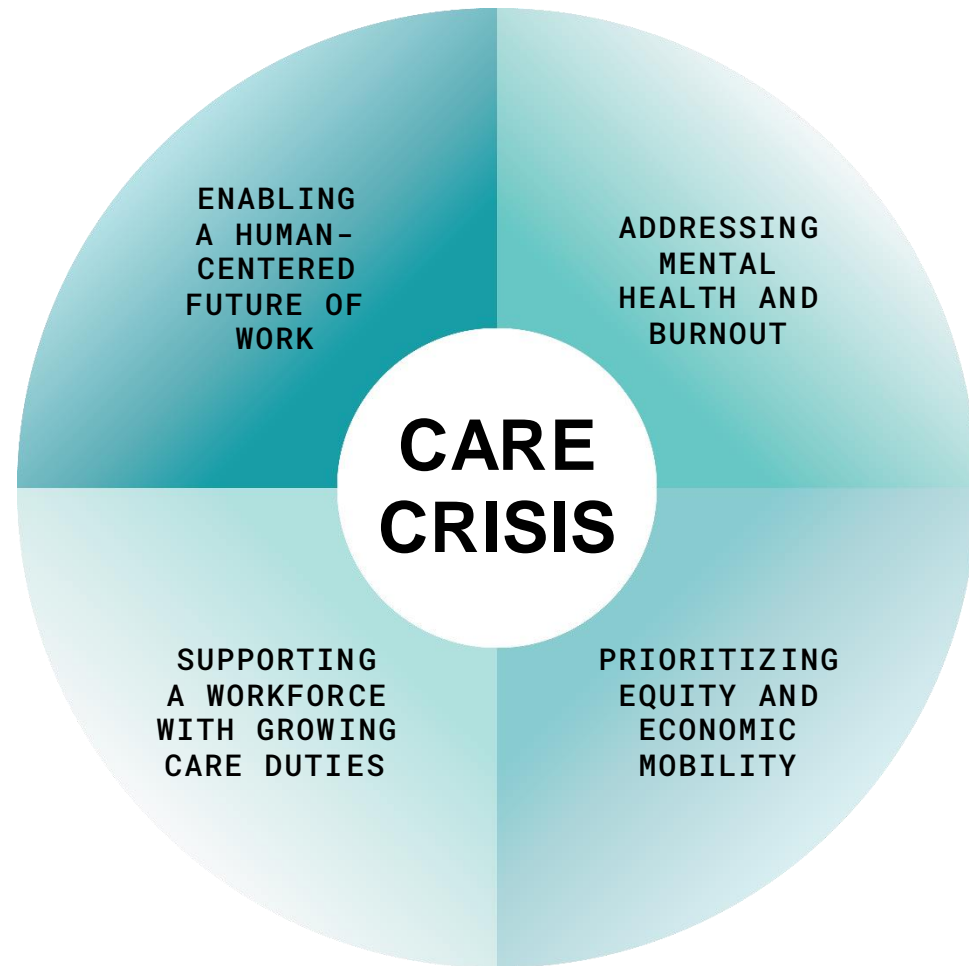 ENABLING
A HUMAN-
CENTERED
FUTURE OF
WORK
ADDRESSING
MENTAL
HEALTH AND
BURNOUT
CARE
CRISIS
SUPPORTING
A WORKFORCE
WITH GROWING
CARE DUTIES
PRIORITIZING
EQUITY AND
ECONOMIC
MOBILITY